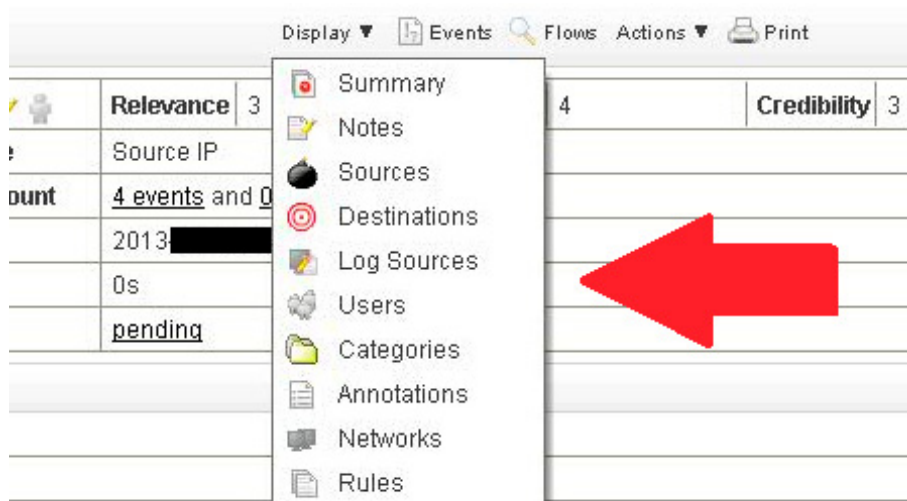 Display ▼ Events Flows Actions ▼ Print
Relevance 3 4 Credibility 3
Source IP
ount 4 events and 0
2013-
0s
pending
Summary
Notes
Sources
Destinations
Log Sources
Users
Categories
Annotations
Networks
Rules